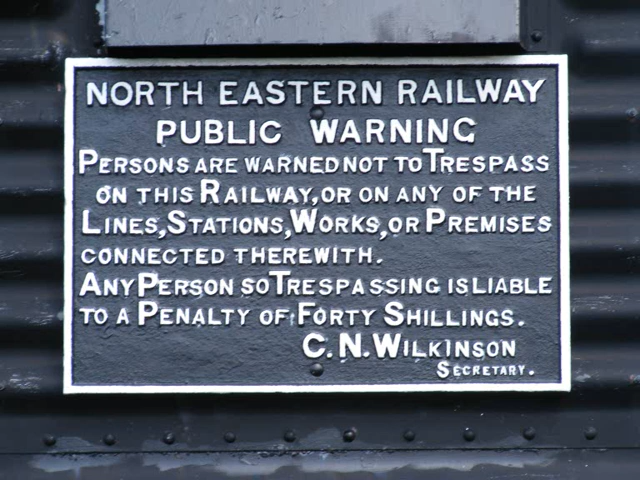 NORTH EASTERN RAILWAY
PUBLIC WARNING
PERSONS ARE WARNED NOT TO TRESPASS
ON THIS RAILWAY, OR ON ANY OF THE
LINES, STATIONS, WORKS, OR PREMISES
CONNECTED THEREWITH.
ANY PERSON SO TRESPASSING IS LIABLE
TO A PENALTY OF FORTY SHILLINGS.
C. N. WILKINSON
SECRETARY.